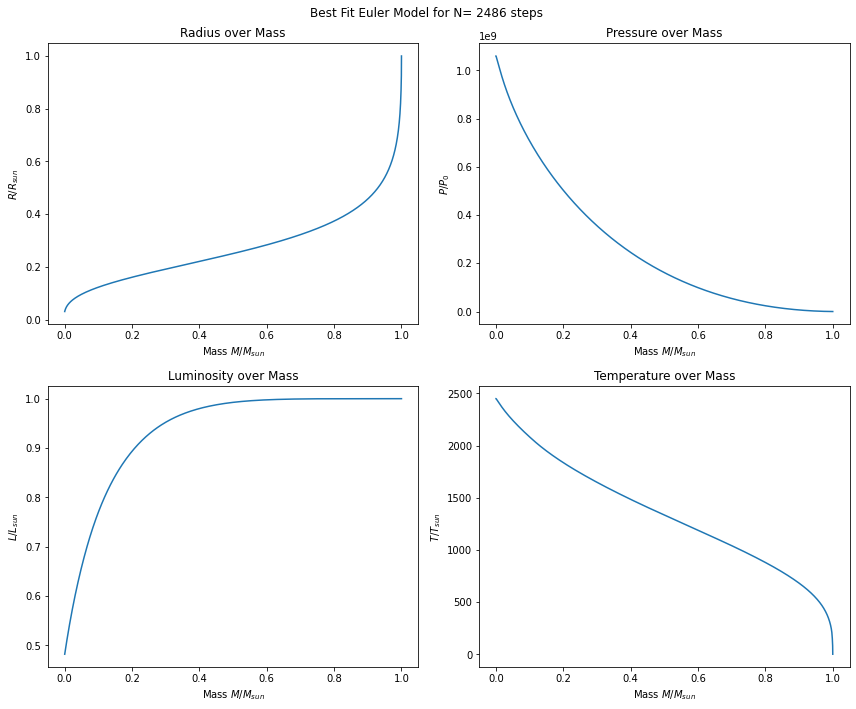 Best Fit Euler Model for N= 2486 steps
Radius over Mass
1.0
0.8
0.6
0.4
0.2
0.0
R/R_sun
0.0 0.2 0.4 0.6 0.8 1.0
Mass M/M_sun
Pressure over Mass
1e9
1.0
0.8
0.6
0.4
0.2
0.0
P/P_0
0.0 0.2 0.4 0.6 0.8 1.0
Mass M/M_sun
Luminosity over Mass
1.0
0.9
0.8
0.7
0.6
0.5
L/L_sun
0.0 0.2 0.4 0.6 0.8 1.0
Mass M/M_sun
Temperature over Mass
2500
2000
1500
1000
500
0
T/T_sun
0.0 0.2 0.4 0.6 0.8 1.0
Mass M/M_sun